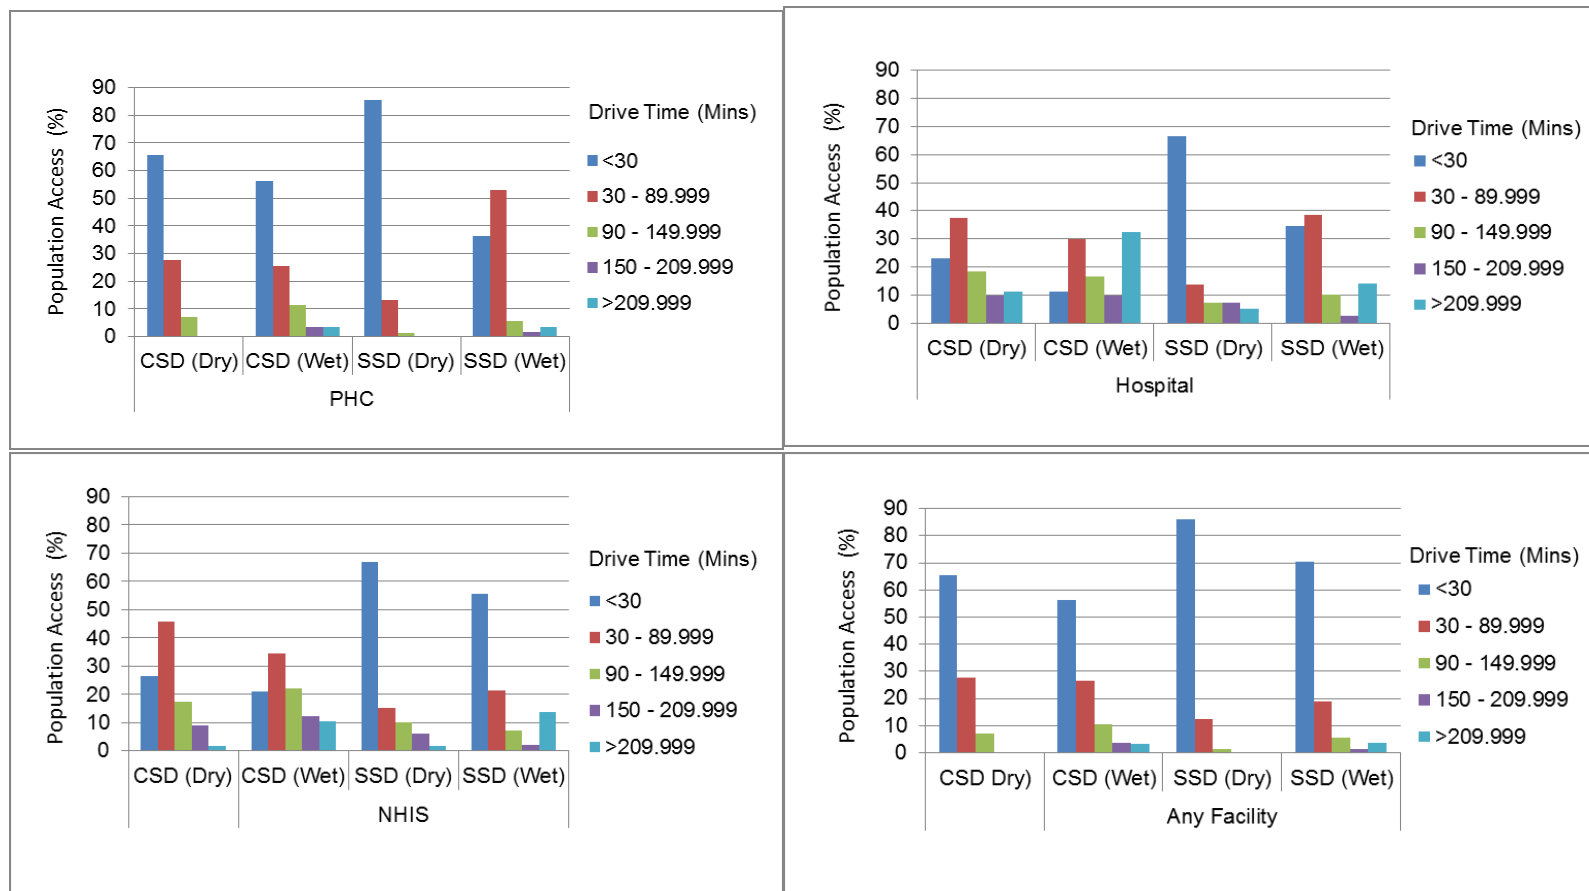 Population Access (%)
90
80
70
60
50
40
30
20
10
0
CSD (Dry) CSD (Wet) SSD (Dry) SSD (Wet)
PHC
Drive Time (Mins)
<30
30 - 89.999
90 - 149.999
150 - 209.999
>209.999
Population Access (%)
90
80
70
60
50
40
30
20
10
0
CSD (Dry) CSD (Wet) SSD (Dry) SSD (Wet)
Hospital
Drive Time (Mins)
<30
30 - 89.999
90 - 149.999
150 - 209.999
>209.999
Population Access (%)
90
80
70
60
50
40
30
20
10
0
CSD (Dry) CSD (Wet) SSD (Dry) SSD (Wet)
NHIS
Drive Time (Mins)
<30
30 - 89.999
90 - 149.999
150 - 209.999
>209.999
Population Access (%)
90
80
70
60
50
40
30
20
10
0
CSD Dry) CSD (Wet) SSD (Dry) SSD (Wet)
Any Facility
Drive Time (Mins)
<30
30 - 89.999
90 - 149.999
150 - 209.999
>209.999